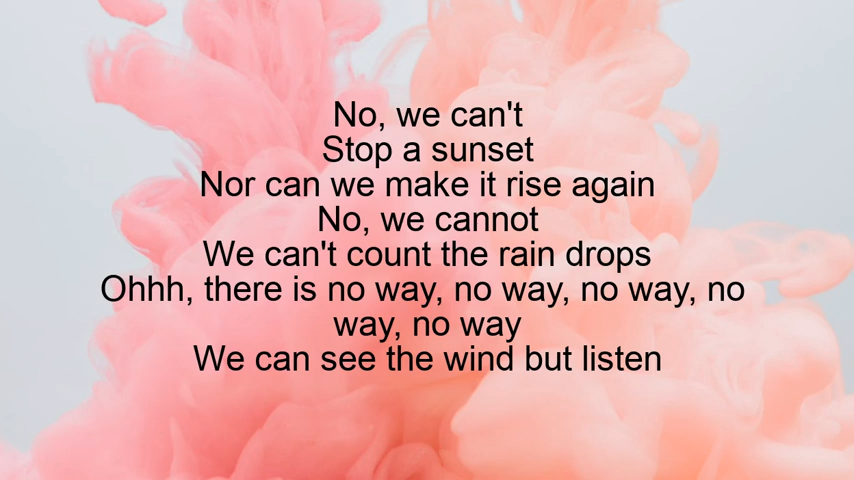 No, we can't
Stop a sunset
Nor can we make it rise again
No, we cannot
We can't count the rain drops
Ohhh, there is no way, no way, no way, no
way, no way
We can see the wind but listen